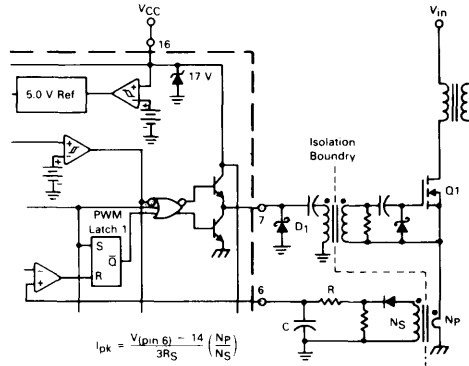 VCC
Vin
16
17 V
5.0 V Ref
Isolation
Boundry
Q1
7
D1
PWM
Latch 1
S
Q̅
R
6
R
C
NS
NP
Ipk = V(pin 6) − 14 / 3RS (NP/NS)